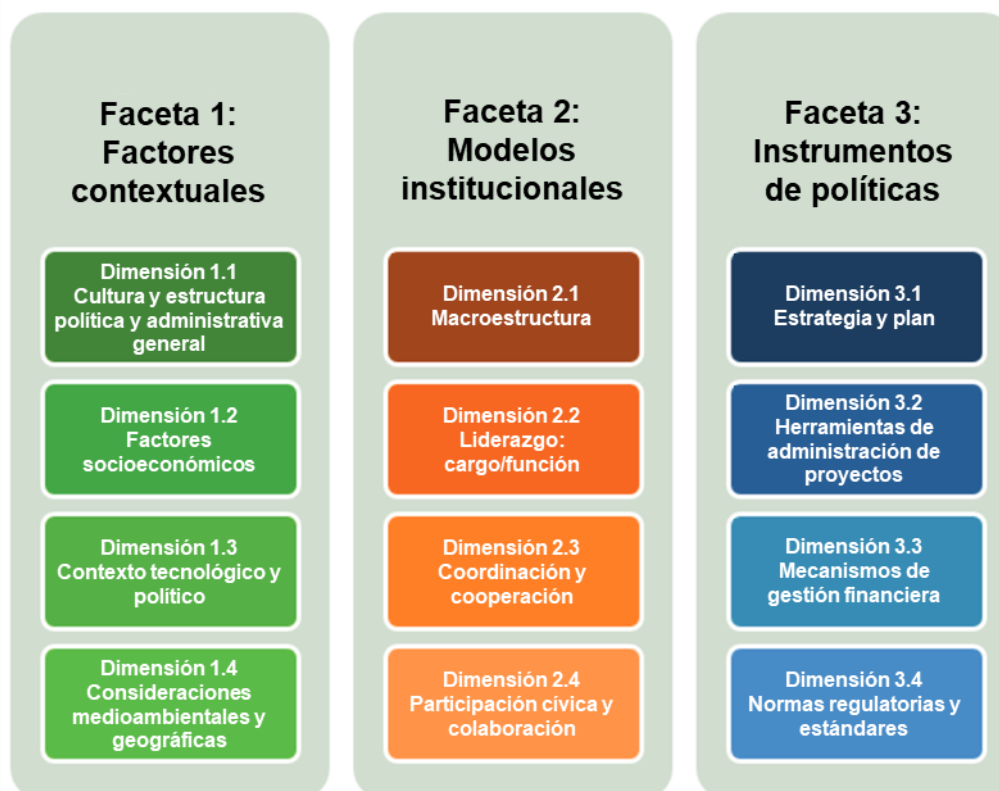 Faceta 1:
Factores
contextuales
Dimensión 1.1
Cultura y estructura
política y administrativa
general
Dimensión 1.2
Factores
socioeconómicos
Dimensión 1.3
Contexto tecnológico y
político
Dimensión 1.4
Consideraciones
medioambientales y
geográficas
Faceta 2:
Modelos
institucionales
Dimensión 2.1
Macroestructura
Dimensión 2.2
Liderazgo:
cargo/función
Dimensión 2.3
Coordinación y
cooperación
Dimensión 2.4
Participación cívica y
colaboración
Faceta 3:
Instrumentos
de políticas
Dimensión 3.1
Estrategia y plan
Dimensión 3.2
Herramientas de
administración de
proyectos
Dimensión 3.3
Mecanismos de
gestión financiera
Dimensión 3.4
Normas regulatorias y
estándares